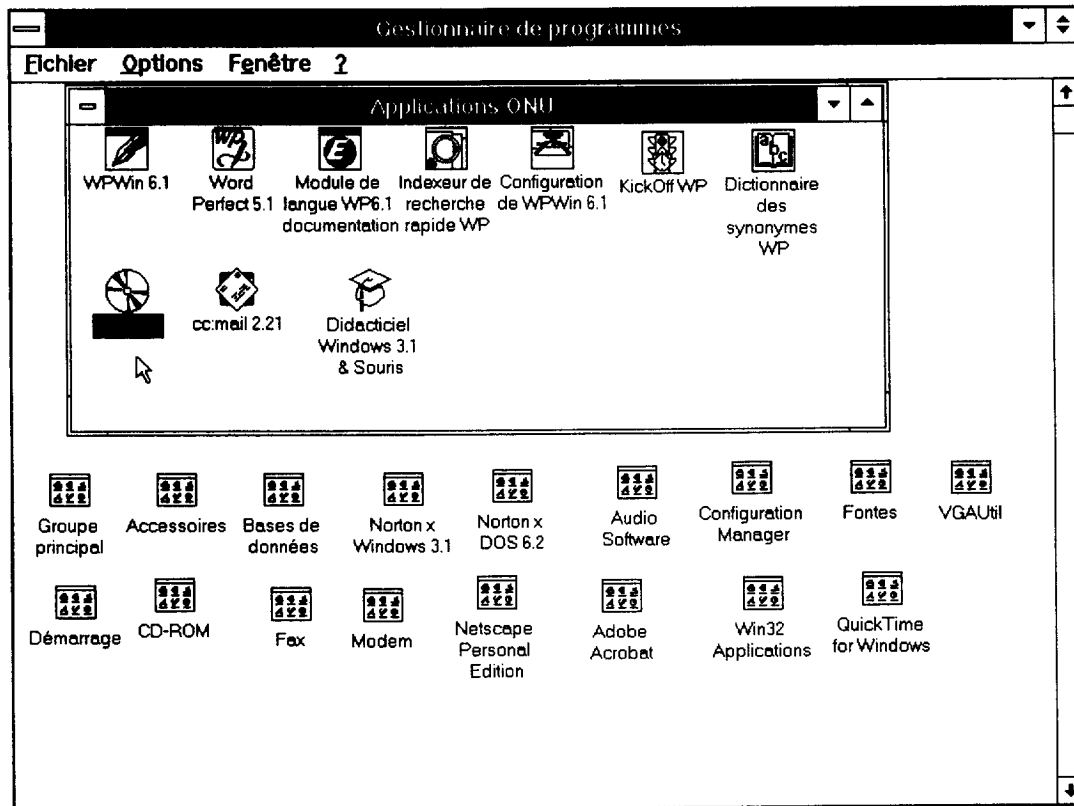 Gestionnaire de programmes
Fichier Options Fenêtre ?
Applications ONU
WPWin 6.1
Word
Perfect 5.1
Module de
langue WP6.1
documentation
Indexeur de
recherche
rapide WP
Configuration
de WPWin 6.1
KickOff WP
Dictionnaire
des
synonymes
WP
cc:mail 2.21
Didacticiel
Windows 3.1
& Souris
Groupe
principal
Accessoires
Bases de
données
Norton x
Windows 3.1
Norton x
DOS 6.2
Audio
Software
Configuration
Manager
Fontes
VGAUtil
Démarrage
CD-ROM
Fax
Modem
Netscape
Personal
Edition
Adobe
Acrobat
Win32
Applications
QuickTime
for Windows